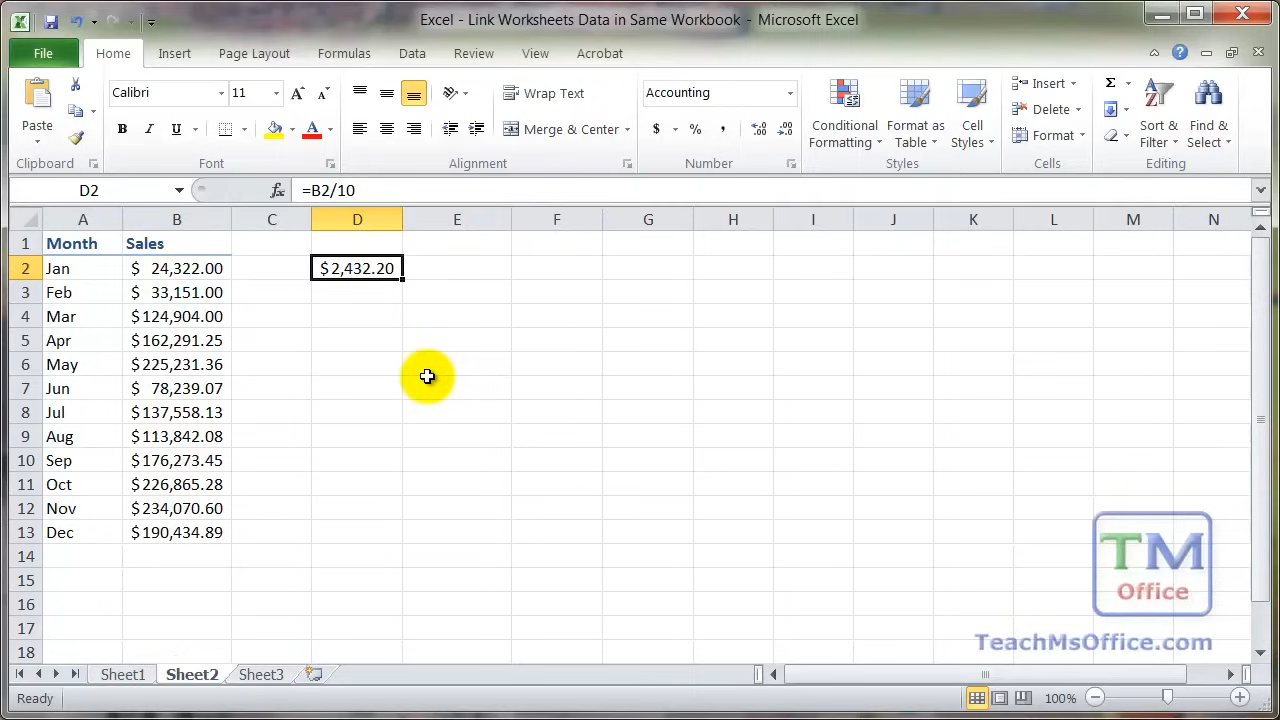 Excel - Link Worksheets Data in Same Workbook - Microsoft Excel
File Home Insert Page Layout Formulas Data Review View Acrobat
Paste
Calibri 11
B I U A
Wrap Text
Merge & Center
Accounting
$ % ,
Conditional Formatting
Format as Table
Cell Styles
Insert
Delete
Format
Σ
Sort & Filter
Find & Select
Clipboard Font Alignment Number Styles Cells Editing
D2 fx =B2/10
A B C D E F G H I J K L M N
1 Month Sales
2 Jan $ 24,322.00 $2,432.20
3 Feb $ 33,151.00
4 Mar $124,904.00
5 Apr $162,291.25
6 May $225,231.36
7 Jun $ 78,239.07
8 Jul $137,558.13
9 Aug $113,842.08
10 Sep $176,273.45
11 Oct $226,865.28
12 Nov $234,070.60
13 Dec $190,434.89
14
15
16
17
18
TM
Office
TeachMsOffice.com
Sheet1 Sheet2 Sheet3
Ready 100%